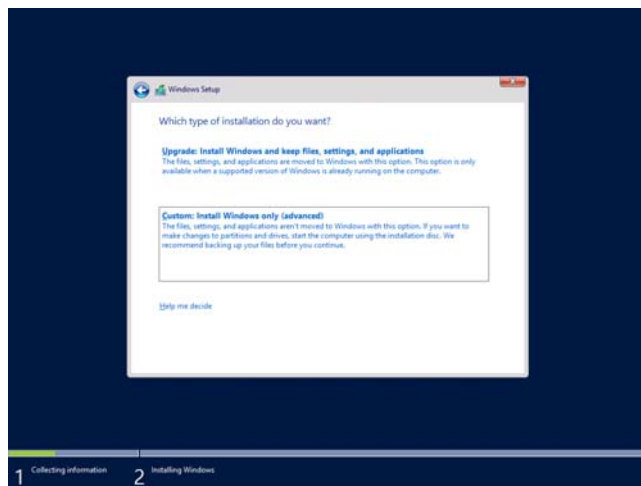 Windows Setup
Which type of installation do you want?
Upgrade: Install Windows and keep files, settings, and applications
The files, settings, and applications are moved to Windows with this option. This option is only
available when a supported version of Windows is already running on the computer.
Custom: Install Windows only (advanced)
The files, settings, and applications aren't moved to Windows with this option. If you want to
make changes to partitions and drives, start the computer using the installation disc. We
recommend backing up your files before you continue.
Help me decide
1 Collecting information 2 Installing Windows